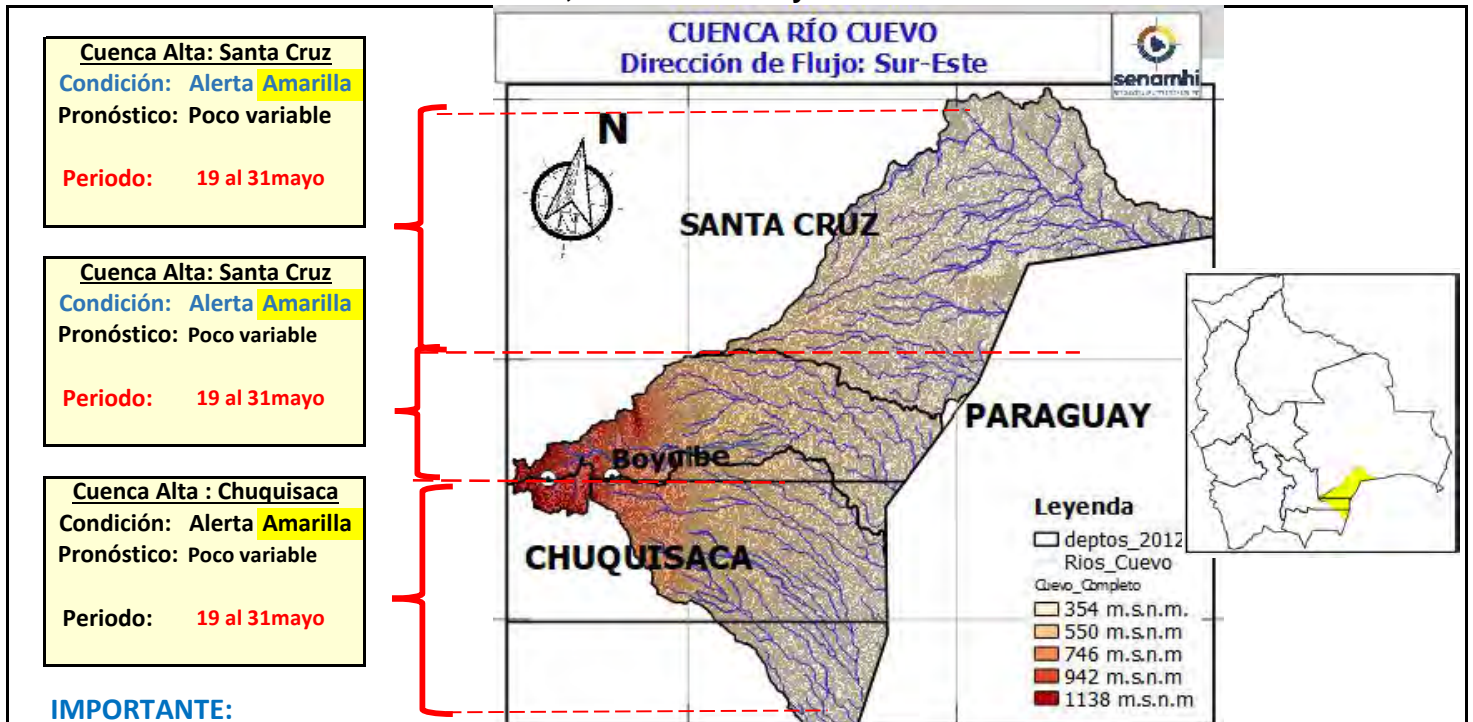 Cuenca Alta: Santa Cruz
Condición: Alerta Amarilla
Pronóstico: Poco variable
Periodo: 19 al 31mayo
Cuenca Alta: Santa Cruz
Condición: Alerta Amarilla
Pronóstico: Poco variable
Periodo: 19 al 31mayo
Cuenca Alta : Chuquisaca
Condición: Alerta Amarilla
Pronóstico: Poco variable
Periodo: 19 al 31mayo
IMPORTANTE:
CUENCA RÍO CUEVO
Dirección de Flujo: Sur-Este
senamhi
N
SANTA CRUZ
PARAGUAY
Boyuibe
CHUQUISACA
Leyenda
deptos_2012
Rios_Cuevo
Cuevo_Completo
354 m.s.n.m.
550 m.s.n.m
746 m.s.n.m
942 m.s.n.m
1138 m.s.n.m